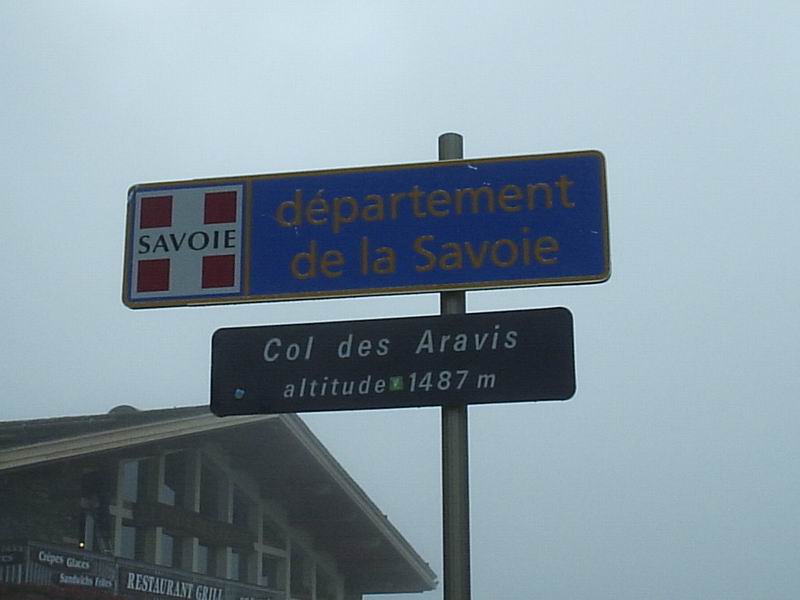 SAVOIE
département
de la Savoie
Col des Aravis
altitude 1487 m
Crêpes Glaces
Sandwichs Frites
RESTAURANT GRILL